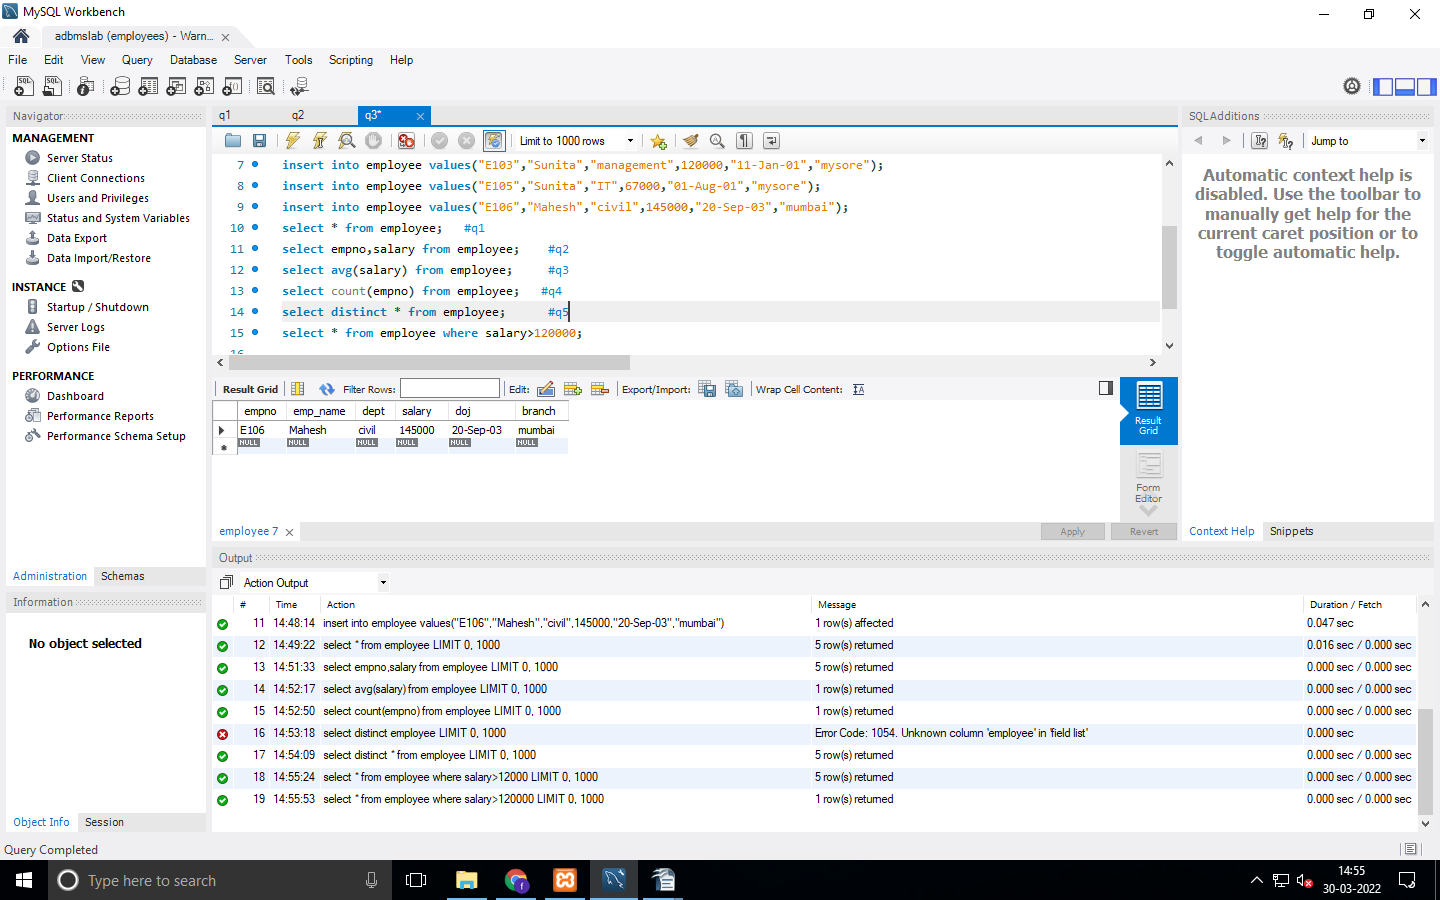 MySQL Workbench
adbmslab (employees) - Warn...
File Edit View Query Database Server Tools Scripting Help
Navigator
MANAGEMENT
Server Status
Client Connections
Users and Privileges
Status and System Variables
Data Export
Data Import/Restore
INSTANCE
Startup / Shutdown
Server Logs
Options File
PERFORMANCE
Dashboard
Performance Reports
Performance Schema Setup
Administration Schemas
Information
No object selected
Object Info Session
q1 q2 q3*
Limit to 1000 rows
7 insert into employee values("E103","Sunita","management",120000,"11-Jan-01","mysore");
8 insert into employee values("E105","Sunita","IT",67000,"01-Aug-01","mysore");
9 insert into employee values("E106","Mahesh","civil",145000,"20-Sep-03","mumbai");
10 select * from employee; #q1
11 select empno,salary from employee; #q2
12 select avg(salary) from employee; #q3
13 select count(empno) from employee; #q4
14 select distinct * from employee; #q5
15 select * from employee where salary>120000;
16
Result Grid Filter Rows: Edit: Export/Import: Wrap Cell Content:
empno emp_name dept salary doj branch
E106 Mahesh civil 145000 20-Sep-03 mumbai
NULL NULL NULL NULL NULL NULL
Result
Grid
Form
Editor
employee 7 Apply Revert
SQLAdditions
Jump to
Automatic context help is
disabled. Use the toolbar to
manually get help for the
current caret position or to
toggle automatic help.
Context Help Snippets
Output
Action Output
# Time Action Message Duration / Fetch
11 14:48:14 insert into employee values("E106","Mahesh","civil",145000,"20-Sep-03","mumbai") 1 row(s) affected 0.047 sec
12 14:49:22 select * from employee LIMIT 0, 1000 5 row(s) returned 0.016 sec / 0.000 sec
13 14:51:33 select empno,salary from employee LIMIT 0, 1000 5 row(s) returned 0.000 sec / 0.000 sec
14 14:52:17 select avg(salary) from employee LIMIT 0, 1000 1 row(s) returned 0.000 sec / 0.000 sec
15 14:52:50 select count(empno) from employee LIMIT 0, 1000 1 row(s) returned 0.000 sec / 0.000 sec
16 14:53:18 select distinct employee LIMIT 0, 1000 Error Code: 1054. Unknown column 'employee' in 'field list' 0.000 sec
17 14:54:09 select distinct * from employee LIMIT 0, 1000 5 row(s) returned 0.000 sec / 0.000 sec
18 14:55:24 select * from employee where salary>12000 LIMIT 0, 1000 5 row(s) returned 0.000 sec / 0.000 sec
19 14:55:53 select * from employee where salary>120000 LIMIT 0, 1000 1 row(s) returned 0.000 sec / 0.000 sec
Query Completed
Type here to search
14:55
30-03-2022